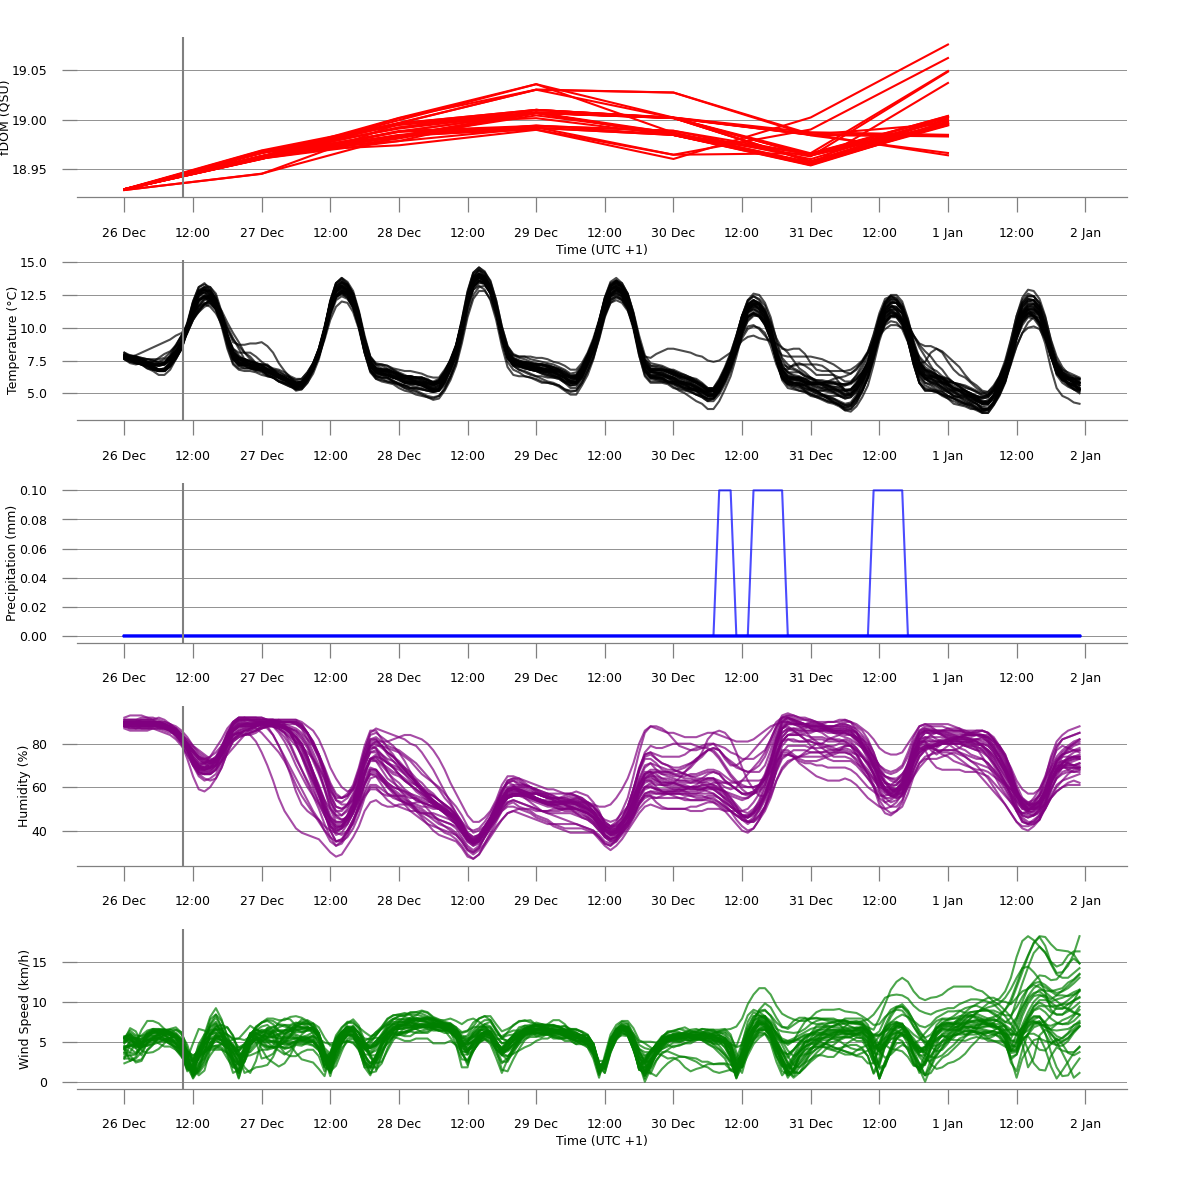 fDOM (QSU)
19.05
19.00
18.95
26 Dec 12:00 27 Dec 12:00 28 Dec 12:00 29 Dec 12:00 30 Dec 12:00 31 Dec 12:00 1 Jan 12:00 2 Jan
Time (UTC +1)
Temperature (°C)
15.0
12.5
10.0
7.5
5.0
26 Dec 12:00 27 Dec 12:00 28 Dec 12:00 29 Dec 12:00 30 Dec 12:00 31 Dec 12:00 1 Jan 12:00 2 Jan
Precipitation (mm)
0.10
0.08
0.06
0.04
0.02
0.00
26 Dec 12:00 27 Dec 12:00 28 Dec 12:00 29 Dec 12:00 30 Dec 12:00 31 Dec 12:00 1 Jan 12:00 2 Jan
Humidity (%)
80
60
40
26 Dec 12:00 27 Dec 12:00 28 Dec 12:00 29 Dec 12:00 30 Dec 12:00 31 Dec 12:00 1 Jan 12:00 2 Jan
Wind Speed (km/h)
15
10
5
0
26 Dec 12:00 27 Dec 12:00 28 Dec 12:00 29 Dec 12:00 30 Dec 12:00 31 Dec 12:00 1 Jan 12:00 2 Jan
Time (UTC +1)